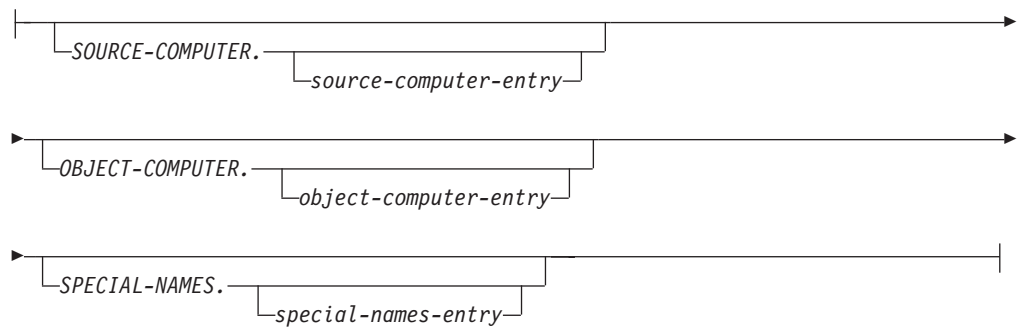 SOURCE-COMPUTER.
source-computer-entry
OBJECT-COMPUTER.
object-computer-entry
SPECIAL-NAMES.
special-names-entry